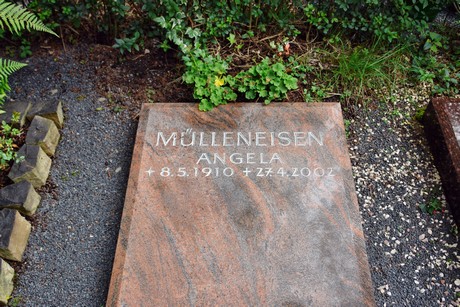 MÜLLENEISEN
ANGELA
+ 8.5.1910 + 27.4.2002